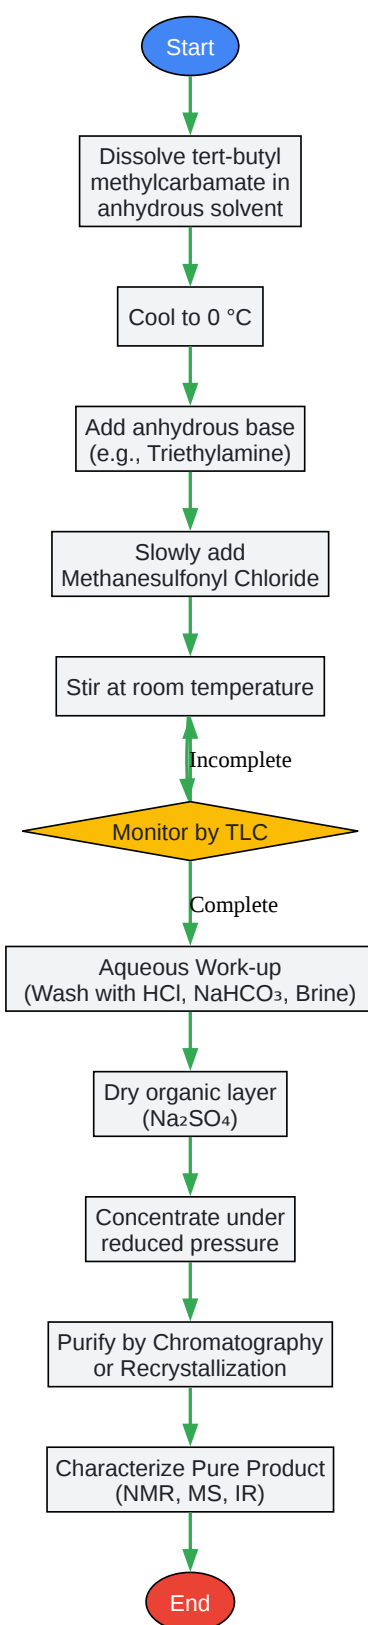 Start
Dissolve tert-butyl
methylcarbamate in
anhydrous solvent
Cool to 0 °C
Add anhydrous base
(e.g., Triethylamine)
Slowly add
Methanesulfonyl Chloride
Stir at room temperature
Incomplete
Monitor by TLC
Complete
Aqueous Work-up
(Wash with HCl, NaHCO₃, Brine)
Dry organic layer
(Na₂SO₄)
Concentrate under
reduced pressure
Purify by Chromatography
or Recrystallization
Characterize Pure Product
(NMR, MS, IR)
End